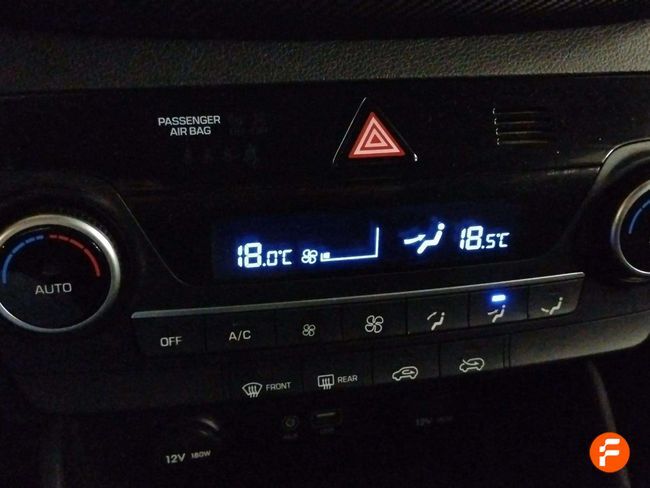 PASSENGER
AIR BAG
18.0°C
18.5°C
AUTO
OFF
A/C
FRONT
REAR
12V 180W
12V